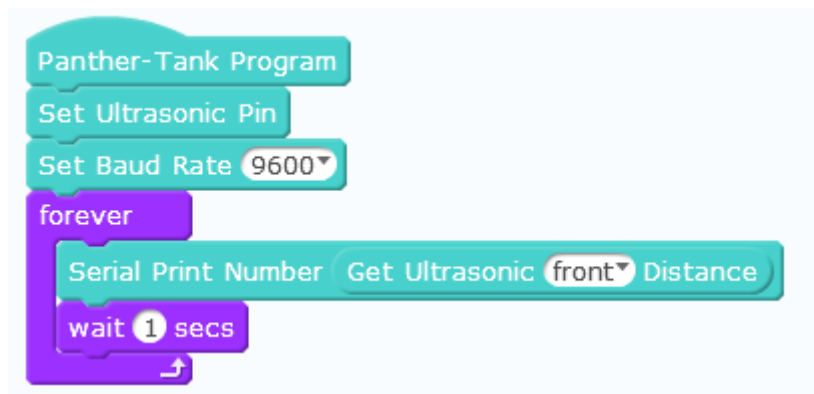 Panther-Tank Program
Set Ultrasonic Pin
Set Baud Rate 9600
forever
Serial Print Number Get Ultrasonic front Distance
wait 1 secs